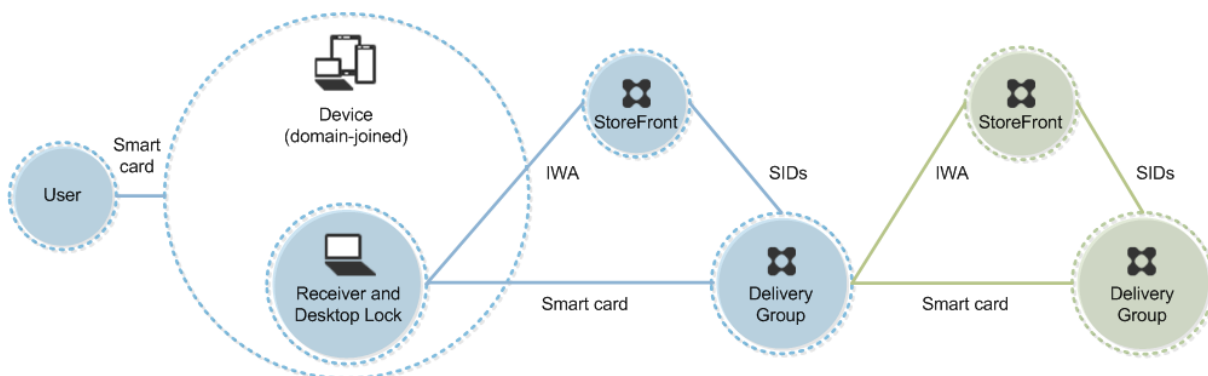 User
Smart
card
Device
(domain-joined)
Receiver and
Desktop Lock
IWA
StoreFront
SIDs
Smart card
Delivery
Group
IWA
StoreFront
SIDs
Smart card
Delivery
Group